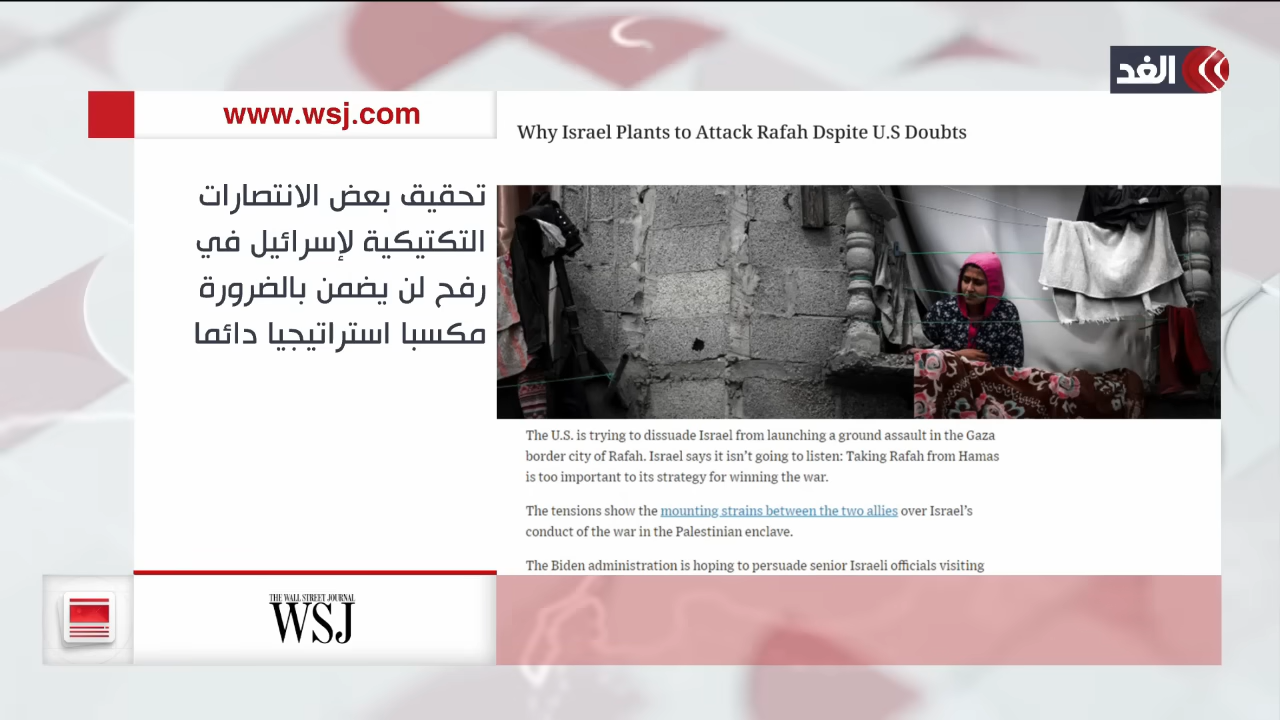 الغد
www.wsj.com
Why Israel Plants to Attack Rafah Dspite U.S Doubts
تحقيق بعض الانتصارات
التكتيكية لإسرائيل في
رفح لن يضمن بالضرورة
مكسبا استراتيجيا دائما
The U.S. is trying to dissuade Israel from launching a ground assault in the Gaza
border city of Rafah. Israel says it isn't going to listen: Taking Rafah from Hamas
is too important to its strategy for winning the war.
The tensions show the mounting strains between the two allies over Israel's
conduct of the war in the Palestinian enclave.
The Biden administration is hoping to persuade senior Israeli officials visiting
THE WALL STREET JOURNAL
WSJ